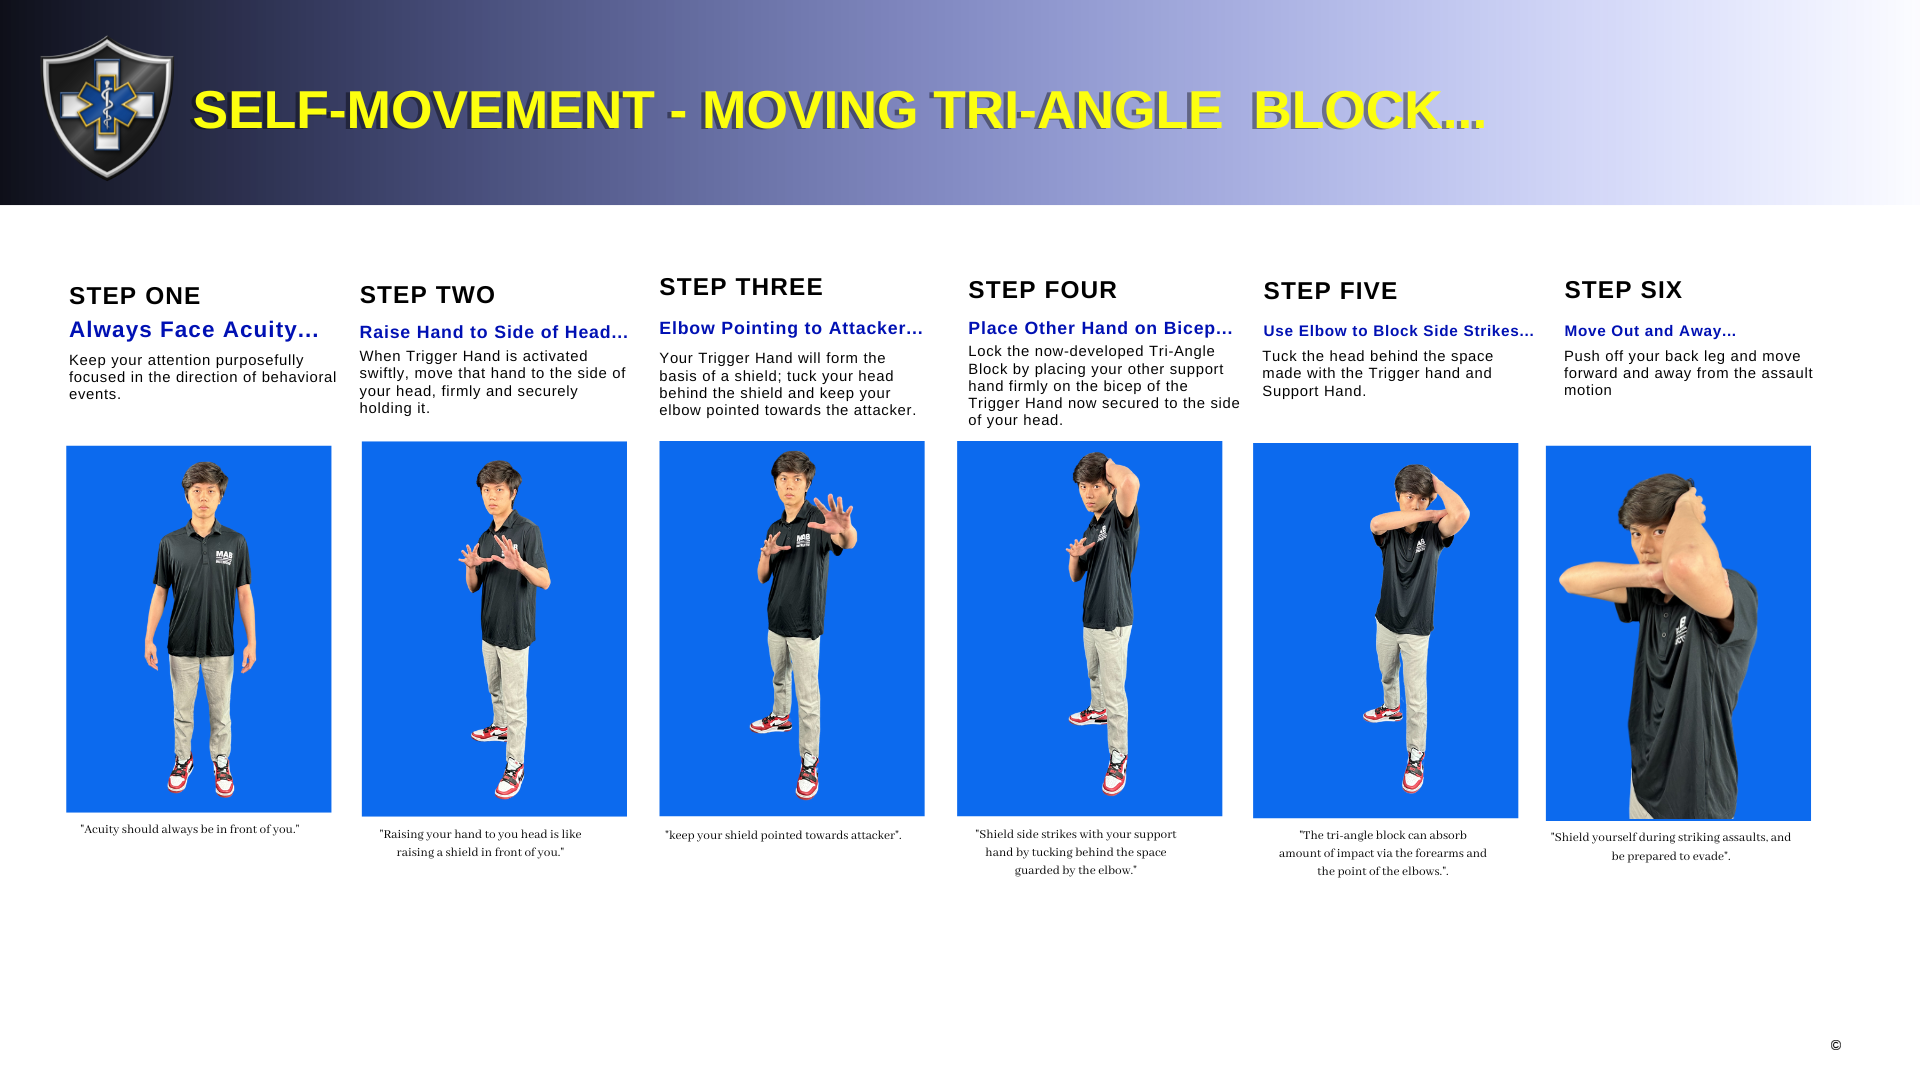 SELF-MOVEMENT - MOVING TRI-ANGLE BLOCK...
STEP ONE
Always Face Acuity...
Keep your attention purposefully
focused in the direction of behavioral
events.
"Acuity should always be in front of you."
STEP TWO
Raise Hand to Side of Head...
When Trigger Hand is activated
swiftly, move that hand to the side of
your head, firmly and securely
holding it.
"Raising your hand to you head is like
raising a shield in front of you."
STEP THREE
Elbow Pointing to Attacker...
Your Trigger Hand will form the
basis of a shield; tuck your head
behind the shield and keep your
elbow pointed towards the attacker.
"keep your shield pointed towards attacker".
STEP FOUR
Place Other Hand on Bicep...
Lock the now-developed Tri-Angle
Block by placing your other support
hand firmly on the bicep of the
Trigger Hand now secured to the side
of your head.
"Shield side strikes with your support
hand by tucking behind the space
guarded by the elbow."
STEP FIVE
Use Elbow to Block Side Strikes...
Tuck the head behind the space
made with the Trigger hand and
Support Hand.
"The tri-angle block can absorb
amount of impact via the forearms and
the point of the elbows.".
STEP SIX
Move Out and Away...
Push off your back leg and move
forward and away from the assault
motion
"Shield yourself during striking assaults, and
be prepared to evade".
MAB
©